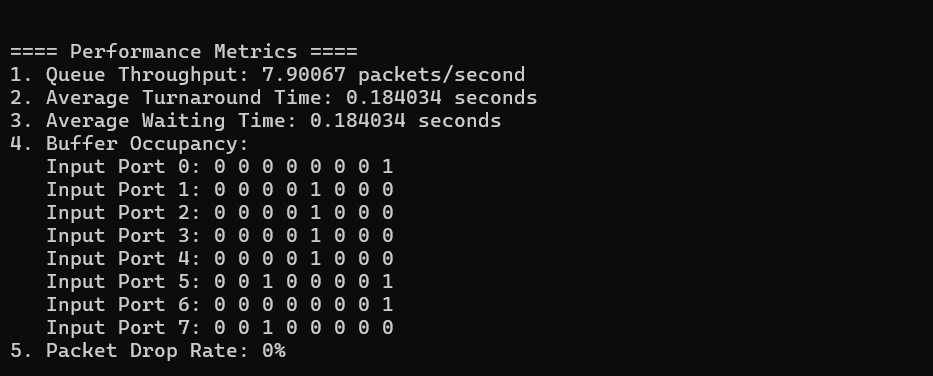 ==== Performance Metrics ====
1. Queue Throughput: 7.90067 packets/second
2. Average Turnaround Time: 0.184034 seconds
3. Average Waiting Time: 0.184034 seconds
4. Buffer Occupancy:
   Input Port 0: 0 0 0 0 0 0 0 1
   Input Port 1: 0 0 0 0 1 0 0 0
   Input Port 2: 0 0 0 0 1 0 0 0
   Input Port 3: 0 0 0 0 1 0 0 0
   Input Port 4: 0 0 0 0 1 0 0 0
   Input Port 5: 0 0 1 0 0 0 0 1
   Input Port 6: 0 0 0 0 0 0 0 1
   Input Port 7: 0 0 1 0 0 0 0 0
5. Packet Drop Rate: 0%